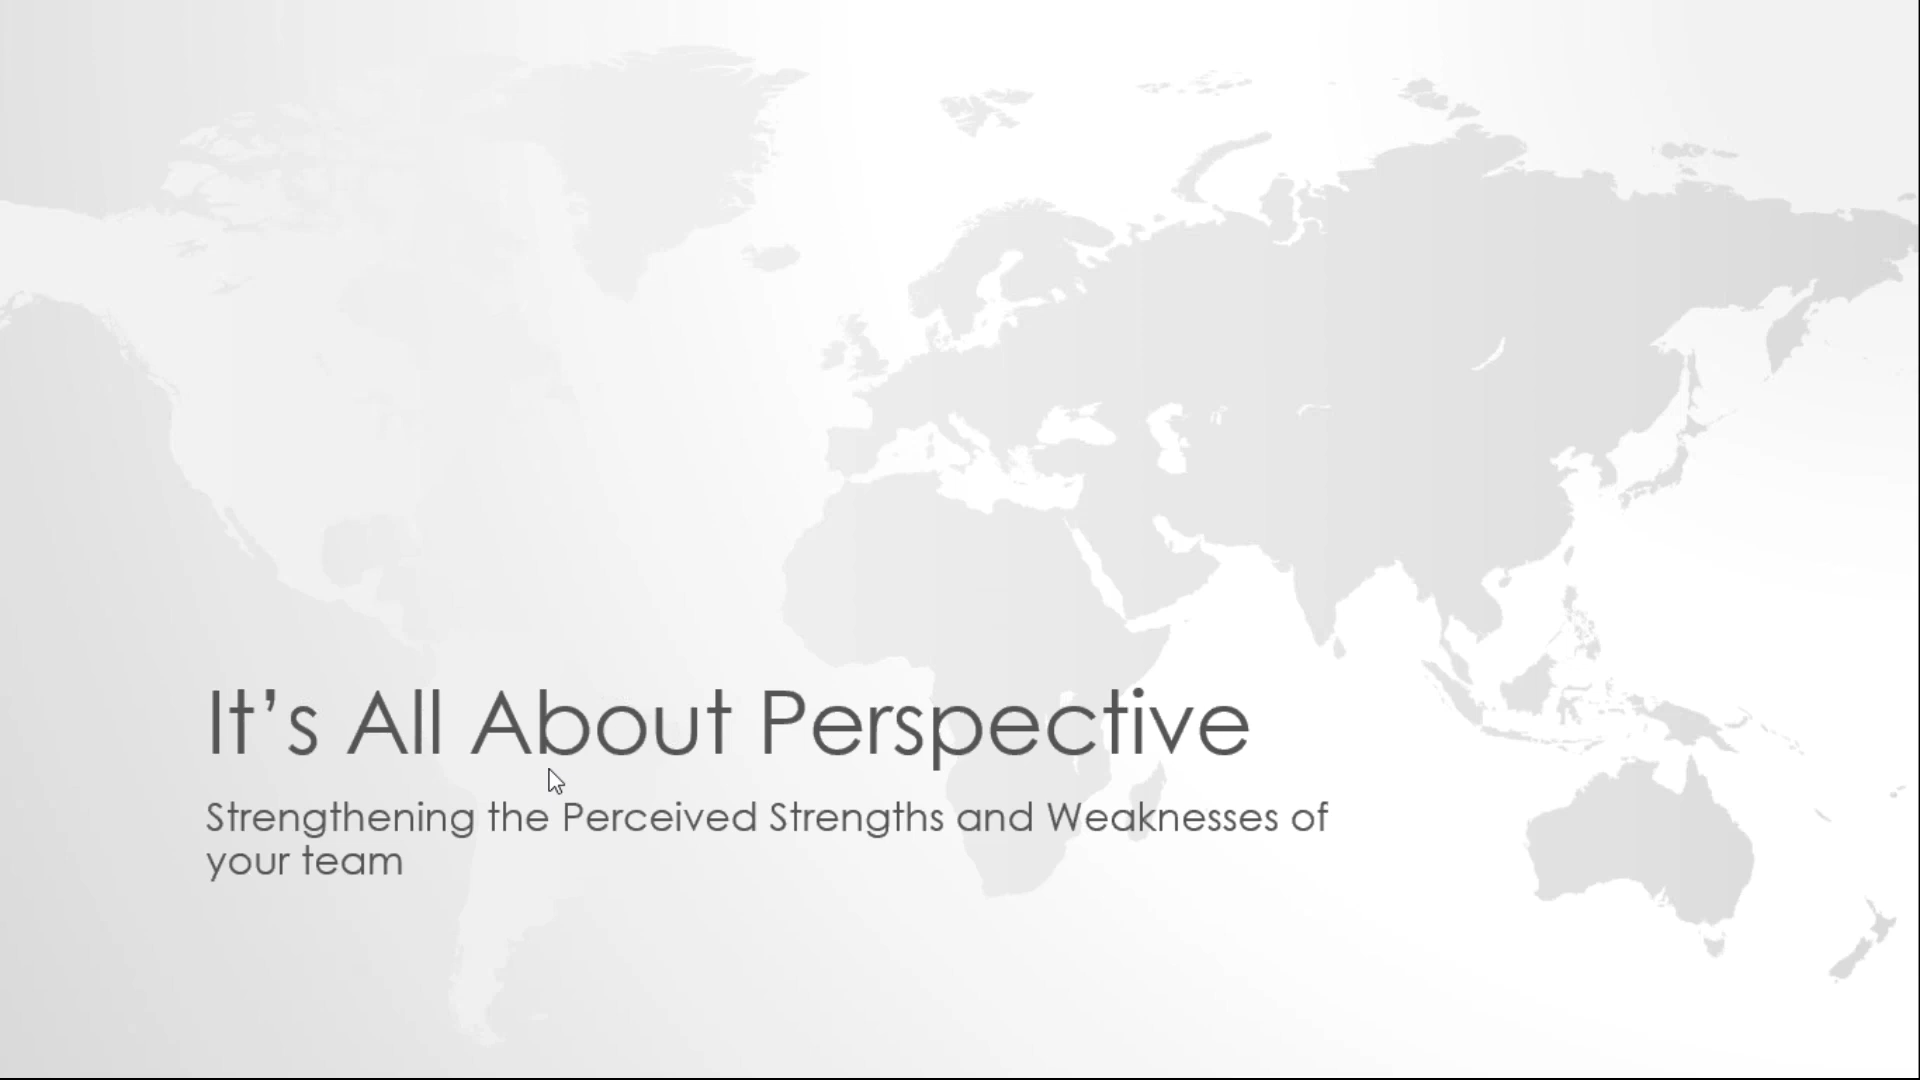 It’s All About Perspective
Strengthening the Perceived Strengths and Weaknesses of
your team